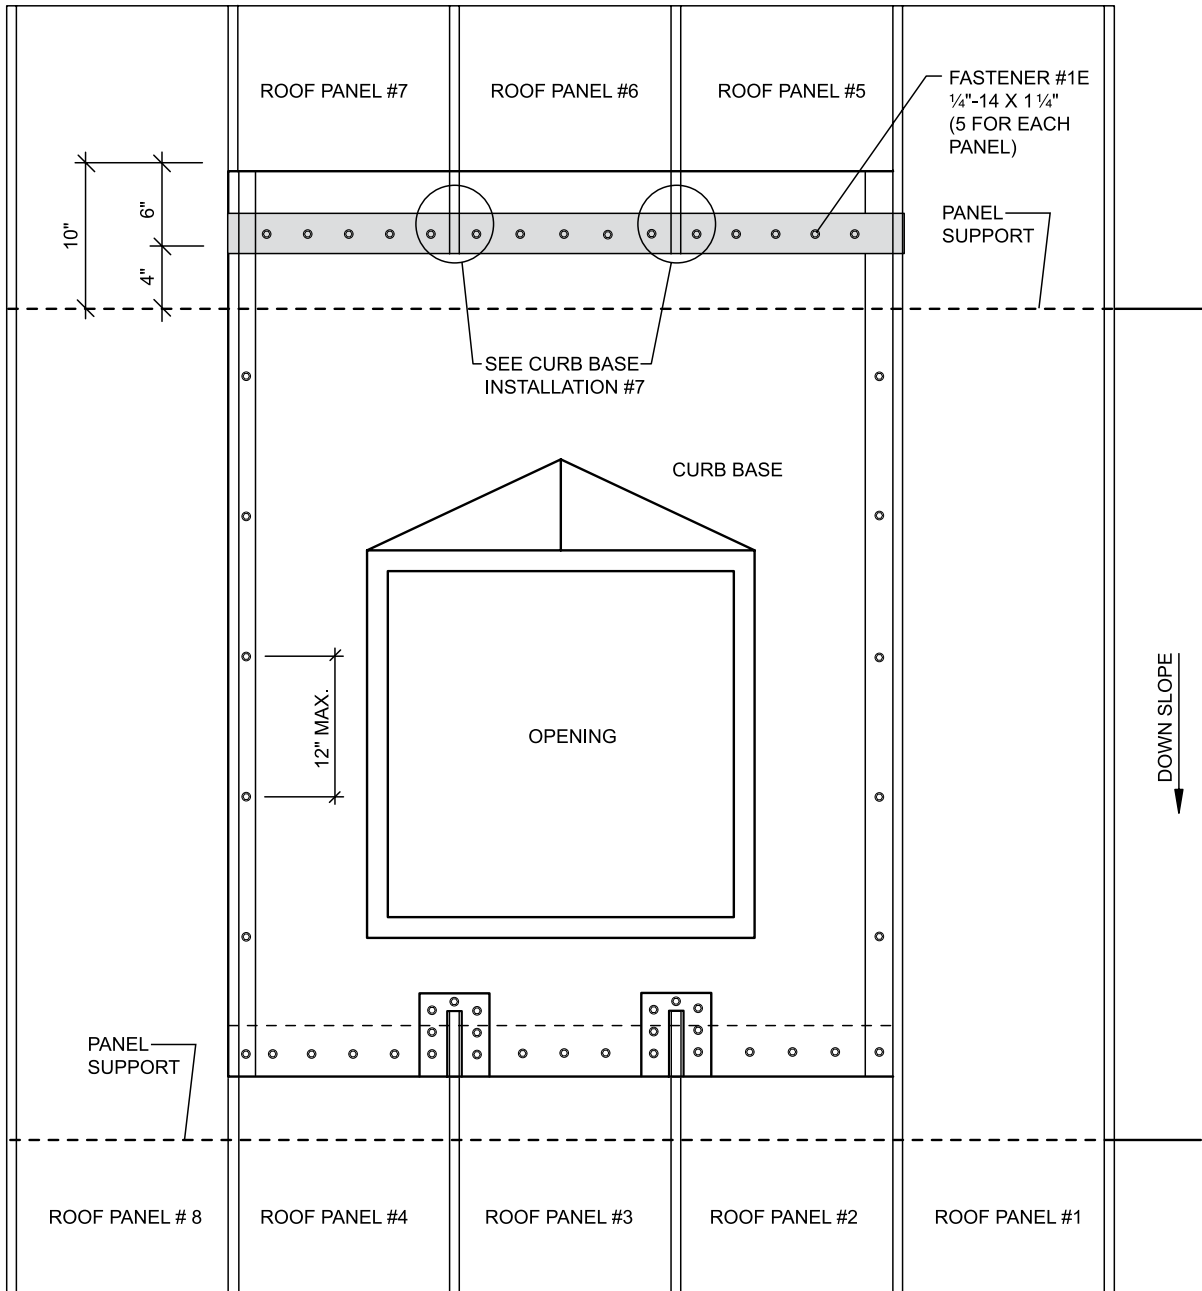 ROOF PANEL #7
ROOF PANEL #6
ROOF PANEL #5
FASTENER #1E
¼"-14 X 1¼"
(5 FOR EACH
PANEL)
10"
6"
4"
PANEL
SUPPORT
SEE CURB BASE
INSTALLATION #7
CURB BASE
12" MAX.
OPENING
DOWN SLOPE
PANEL
SUPPORT
ROOF PANEL # 8
ROOF PANEL #4
ROOF PANEL #3
ROOF PANEL #2
ROOF PANEL #1